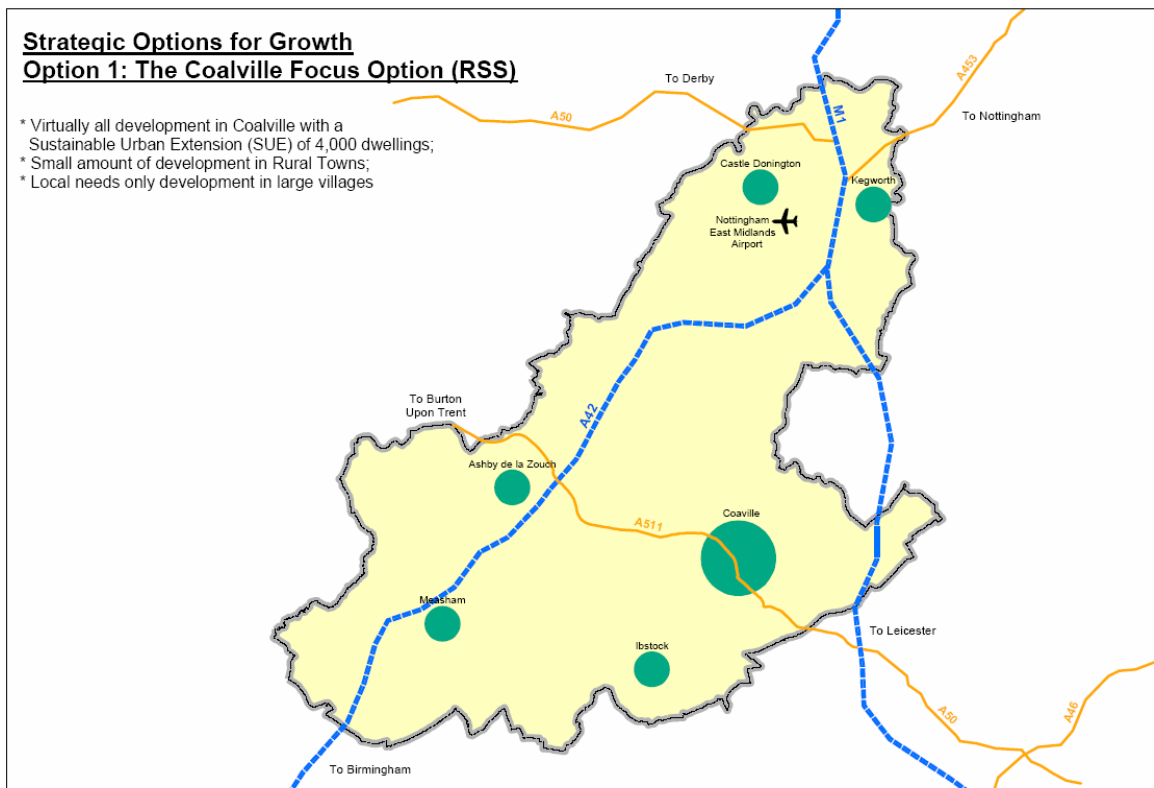 Strategic Options for Growth
Option 1: The Coalville Focus Option (RSS)
* Virtually all development in Coalville with a
Sustainable Urban Extension (SUE) of 4,000 dwellings;
* Small amount of development in Rural Towns;
* Local needs only development in large villages
To Derby
A453
A50
M1
To Nottingham
Castle Donington
Kegworth
Nottingham
East Midlands
Airport
To Burton
Upon Trent
A42
Ashby de la Zouch
Coaville
A511
Measham
To Leicester
Ibstock
A50
A46
To Birmingham